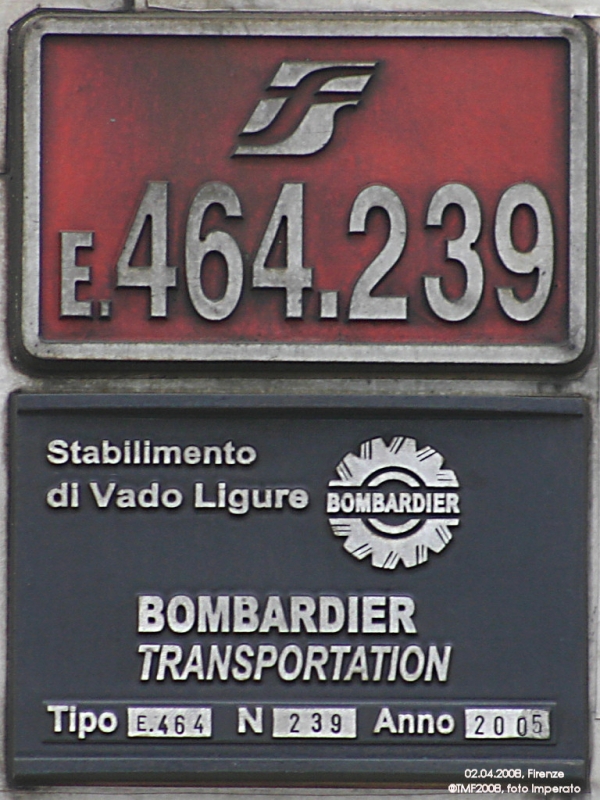 E.464.239
Stabilimento
di Vado Ligure
BOMBARDIER
BOMBARDIER
TRANSPORTATION
Tipo E.464 N 239 Anno 2005
02.04.2008, Firenze
©TMF2008, foto Imperato